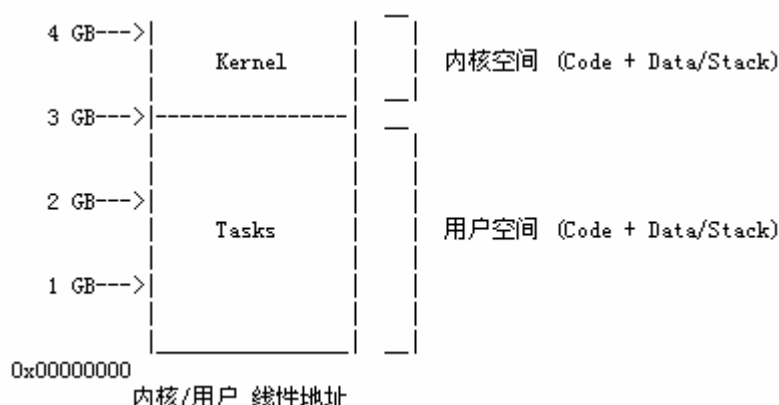 4 GB--->
Kernel
内核空间 (Code + Data/Stack)
3 GB--->|----------------|
2 GB--->
Tasks
用户空间 (Code + Data/Stack)
1 GB--->
0x00000000
内核/用户 线性地址